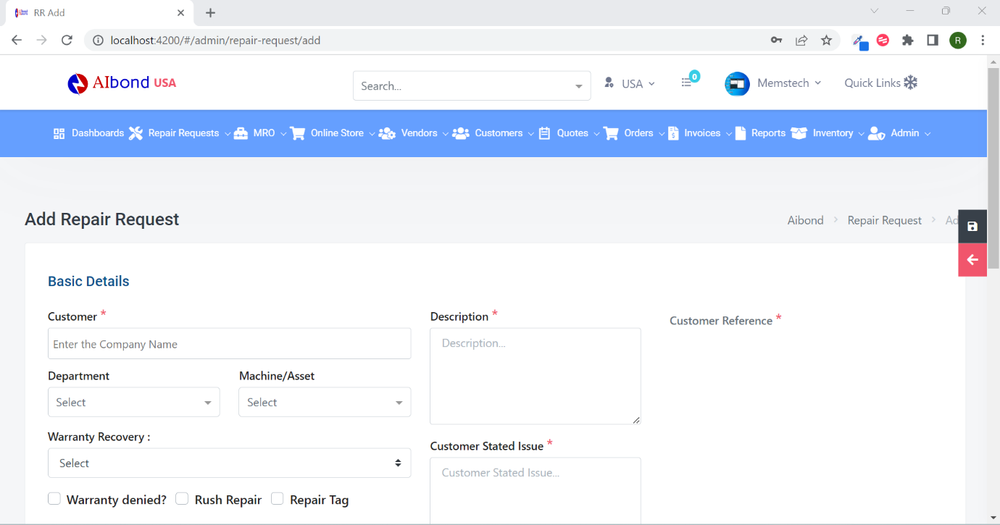 Aibond RR Add
localhost:4200/#/admin/repair-request/add
R
AIbond USA
Search...
USA
0
Memstech
Quick Links
Dashboards Repair Requests MRO Online Store Vendors Customers Quotes Orders Invoices Reports Inventory Admin
Add Repair Request
Aibond > Repair Request > Ad
Basic Details
Customer *
Enter the Company Name
Department
Select
Machine/Asset
Select
Warranty Recovery :
Select
Warranty denied? Rush Repair Repair Tag
Description *
Description...
Customer Stated Issue *
Customer Stated Issue...
Customer Reference *